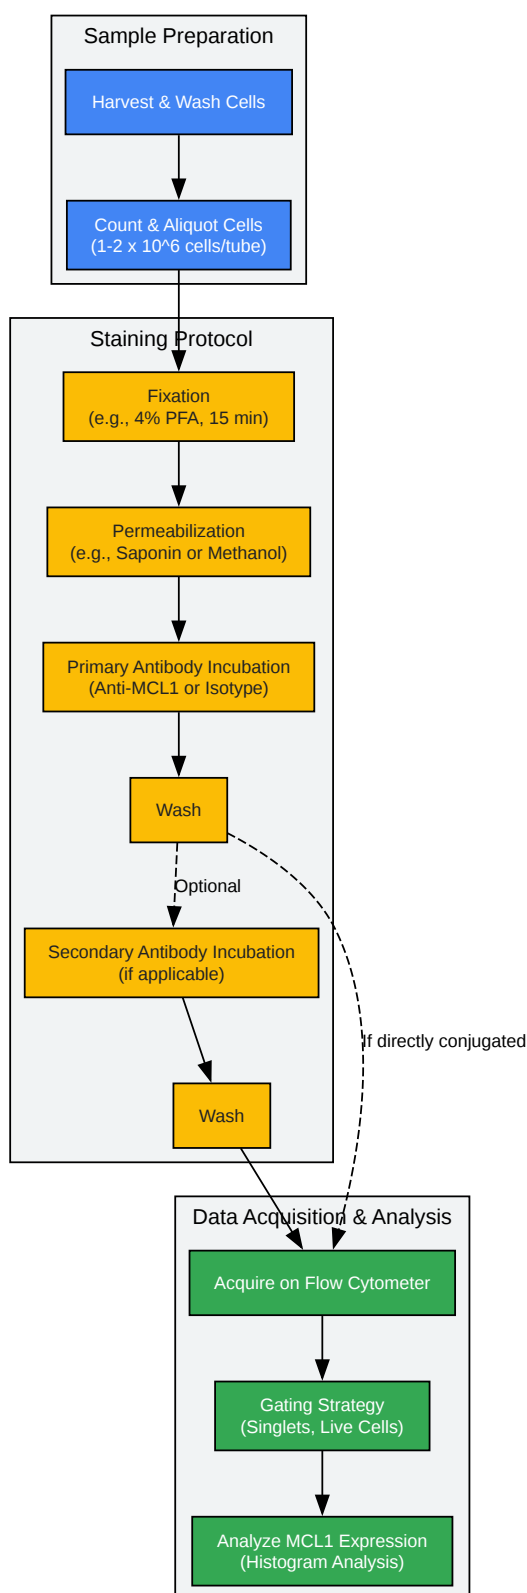 Sample Preparation
Harvest & Wash Cells
Count & Aliquot Cells
(1-2 x 10^6 cells/tube)
Staining Protocol
Fixation
(e.g., 4% PFA, 15 min)
Permeabilization
(e.g., Saponin or Methanol)
Primary Antibody Incubation
(Anti-MCL1 or Isotype)
Wash
Optional
Secondary Antibody Incubation
(if applicable)
If directly conjugated
Wash
Data Acquisition & Analysis
Acquire on Flow Cytometer
Gating Strategy
(Singlets, Live Cells)
Analyze MCL1 Expression
(Histogram Analysis)